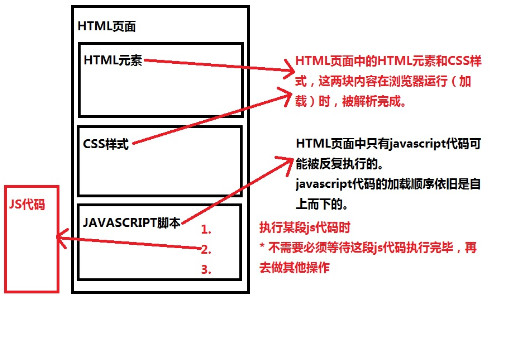 HTML页面
HTML元素
HTML页面中的HTML元素和CSS样
式，这两块内容在浏览器运行（加
载）时，被解析完成。
CSS样式
HTML页面中只有javascript代码可
能被反复执行的。
javascript代码的加载顺序依旧是自
上而下的。
JS代码
JAVASCRIPT脚本
1.
2.
3.
执行某段js代码时
* 不需要必须等待这段js代码执行完毕，再
去做其他操作